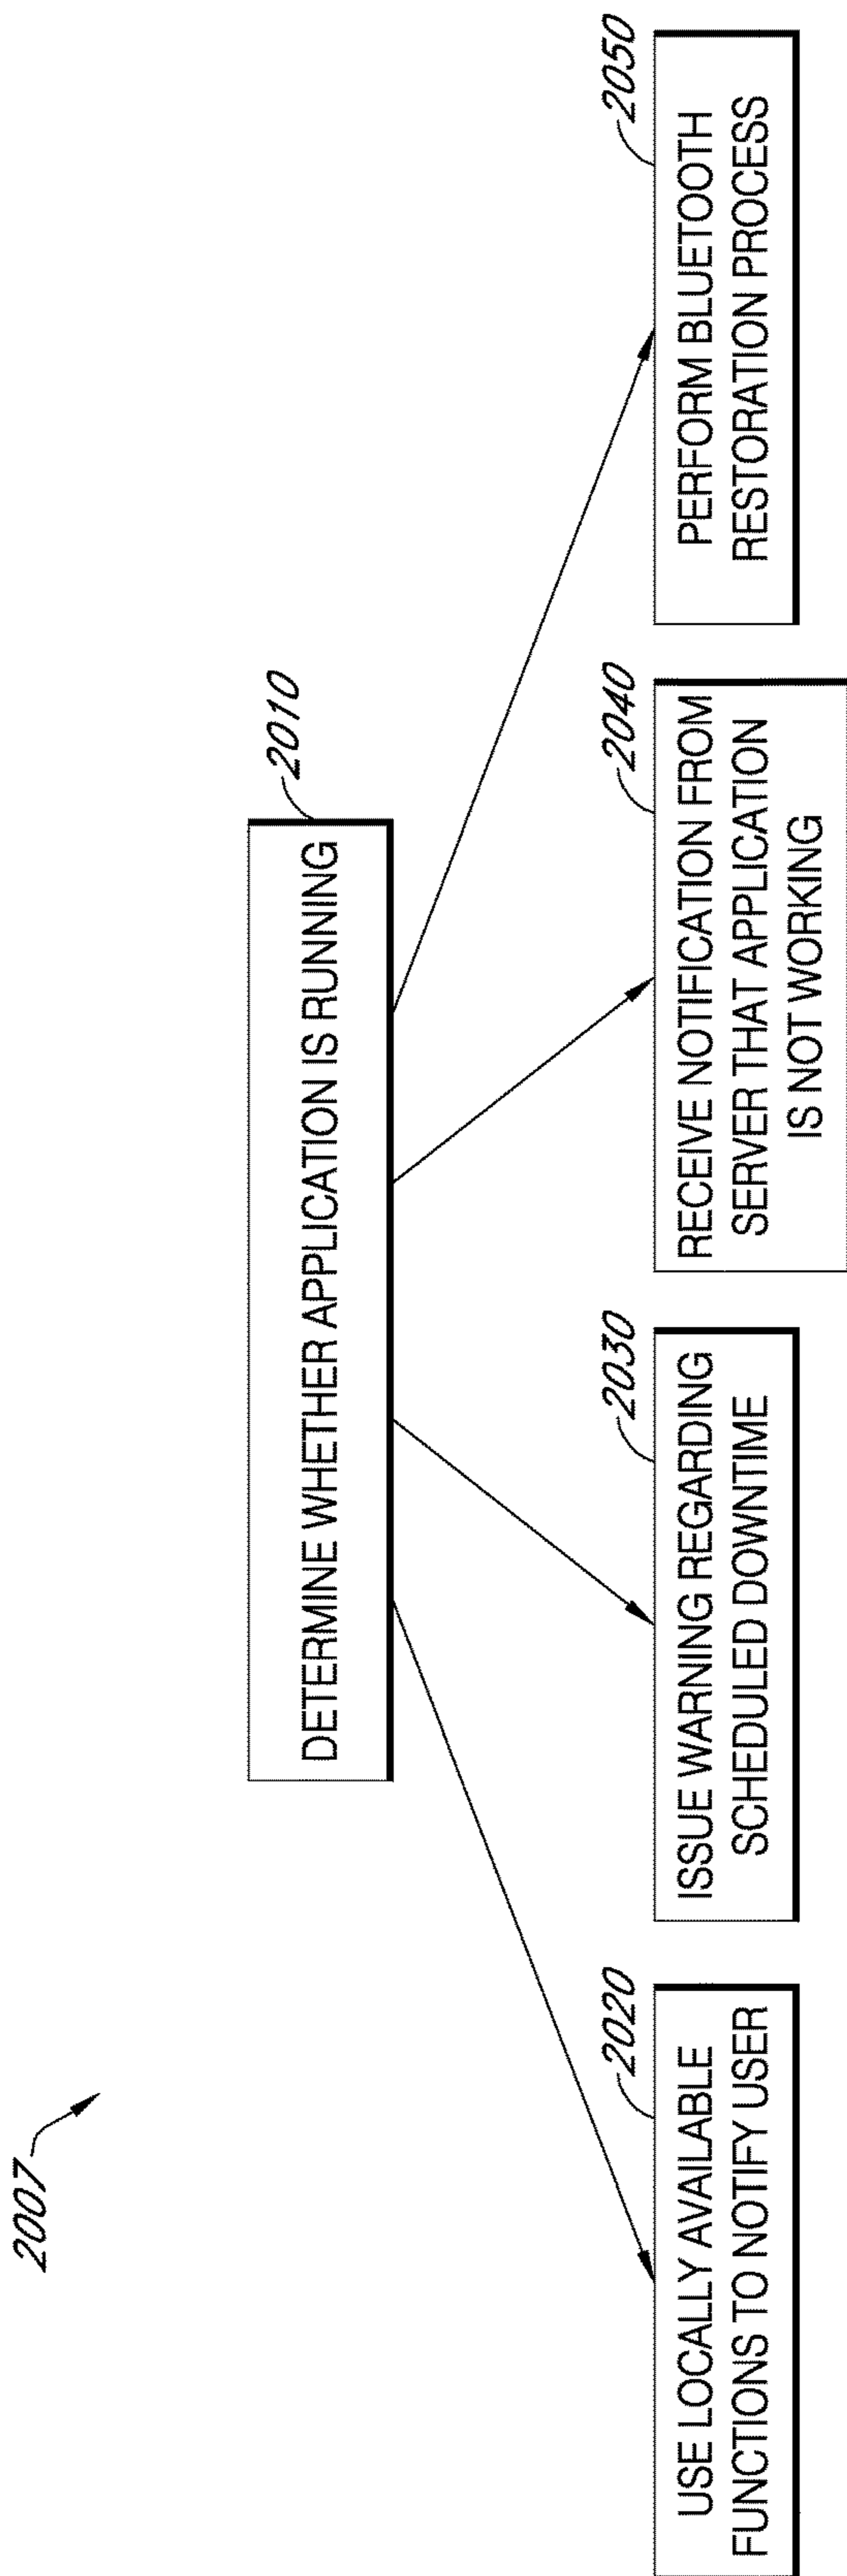 2007
DETERMINE WHETHER APPLICATION IS RUNNING
2010
2020
USE LOCALLY AVAILABLE
FUNCTIONS TO NOTIFY USER
2030
ISSUE WARNING REGARDING
SCHEDULED DOWNTIME
2040
RECEIVE NOTIFICATION FROM
SERVER THAT APPLICATION
IS NOT WORKING
2050
PERFORM BLUETOOTH
RESTORATION PROCESS